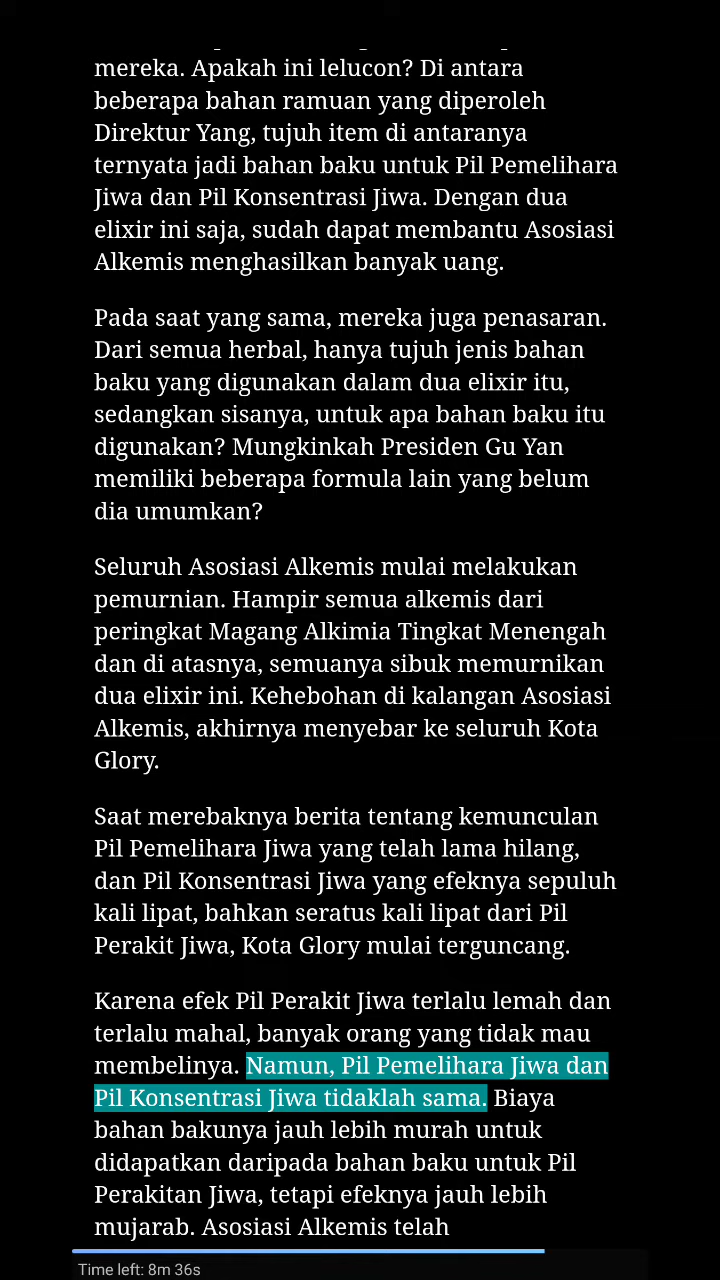 mereka. Apakah ini lelucon? Di antara
beberapa bahan ramuan yang diperoleh
Direktur Yang, tujuh item di antaranya
ternyata jadi bahan baku untuk Pil Pemelihara
Jiwa dan Pil Konsentrasi Jiwa. Dengan dua
elixir ini saja, sudah dapat membantu Asosiasi
Alkemis menghasilkan banyak uang.
Pada saat yang sama, mereka juga penasaran.
Dari semua herbal, hanya tujuh jenis bahan
baku yang digunakan dalam dua elixir itu,
sedangkan sisanya, untuk apa bahan baku itu
digunakan? Mungkinkah Presiden Gu Yan
memiliki beberapa formula lain yang belum
dia umumkan?
Seluruh Asosiasi Alkemis mulai melakukan
pemurnian. Hampir semua alkemis dari
peringkat Magang Alkimia Tingkat Menengah
dan di atasnya, semuanya sibuk memurnikan
dua elixir ini. Kehebohan di kalangan Asosiasi
Alkemis, akhirnya menyebar ke seluruh Kota
Glory.
Saat merebaknya berita tentang kemunculan
Pil Pemelihara Jiwa yang telah lama hilang,
dan Pil Konsentrasi Jiwa yang efeknya sepuluh
kali lipat, bahkan seratus kali lipat dari Pil
Perakit Jiwa, Kota Glory mulai terguncang.
Karena efek Pil Perakit Jiwa terlalu lemah dan
terlalu mahal, banyak orang yang tidak mau
membelinya. Namun, Pil Pemelihara Jiwa dan
Pil Konsentrasi Jiwa tidaklah sama. Biaya
bahan bakunya jauh lebih murah untuk
didapatkan daripada bahan baku untuk Pil
Perakitan Jiwa, tetapi efeknya jauh lebih
mujarab. Asosiasi Alkemis telah
Time left: 8m 36s